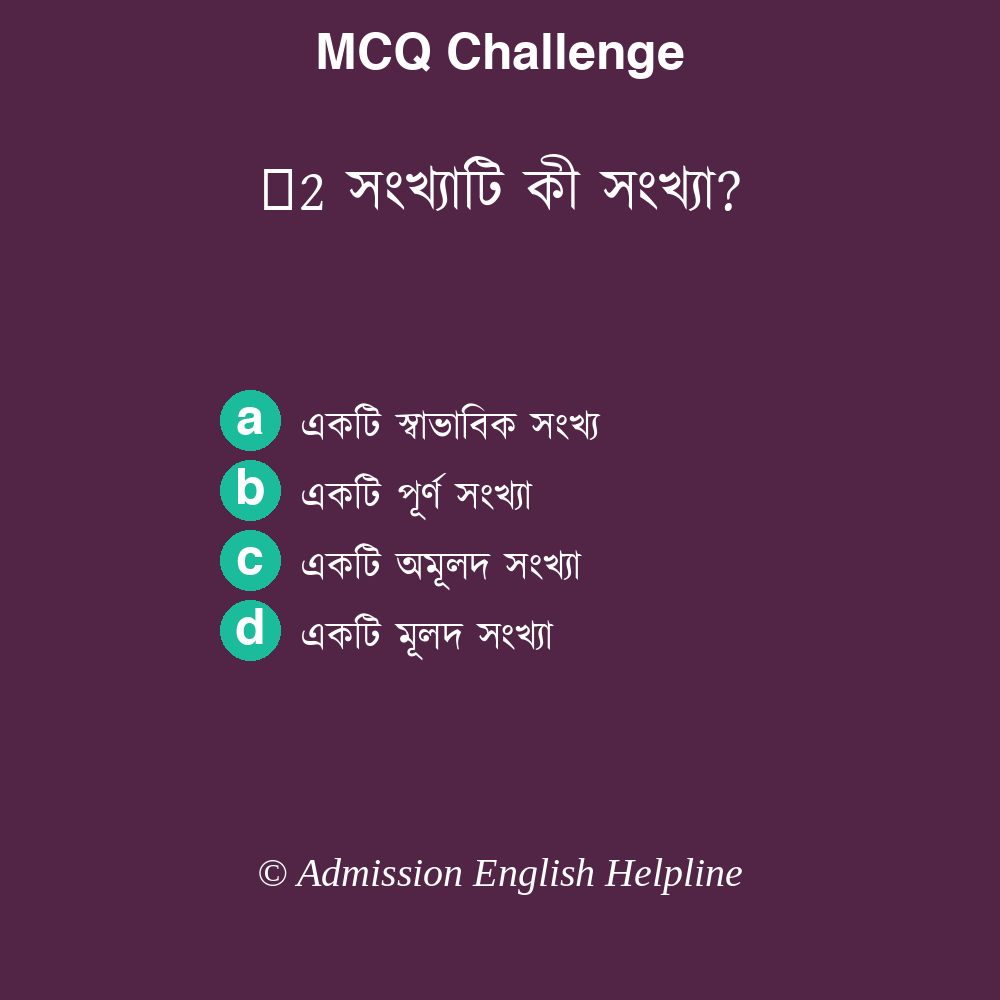 MCQ Challenge
▯2 সংখ্যাটি কী সংখ্যা?
a একটি স্বাভাবিক সংখ্য
b একটি পূর্ণ সংখ্যা
c একটি অমূলদ সংখ্যা
d একটি মূলদ সংখ্যা
© Admission English Helpline